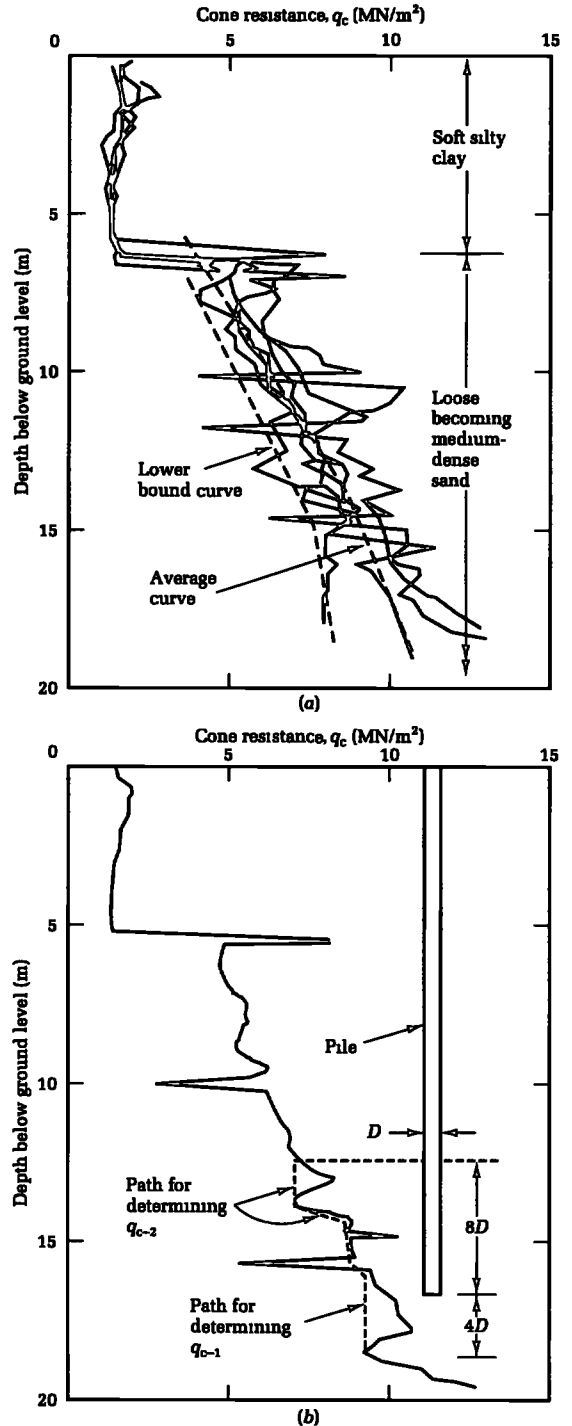 Cone resistance, q_c (MN/m²)
0
5
10
15
Soft silty
clay
5
Depth below ground level (m)
10
Loose
becoming
medium-
dense
sand
Lower
bound curve
15
Average
curve
20
(a)
Cone resistance, q_c (MN/m²)
0
5
10
15
5
Depth below ground level (m)
Pile
10
D
Path for
determining
q_c-2
8D
15
Path for
determining
q_c-1
4D
20
(b)